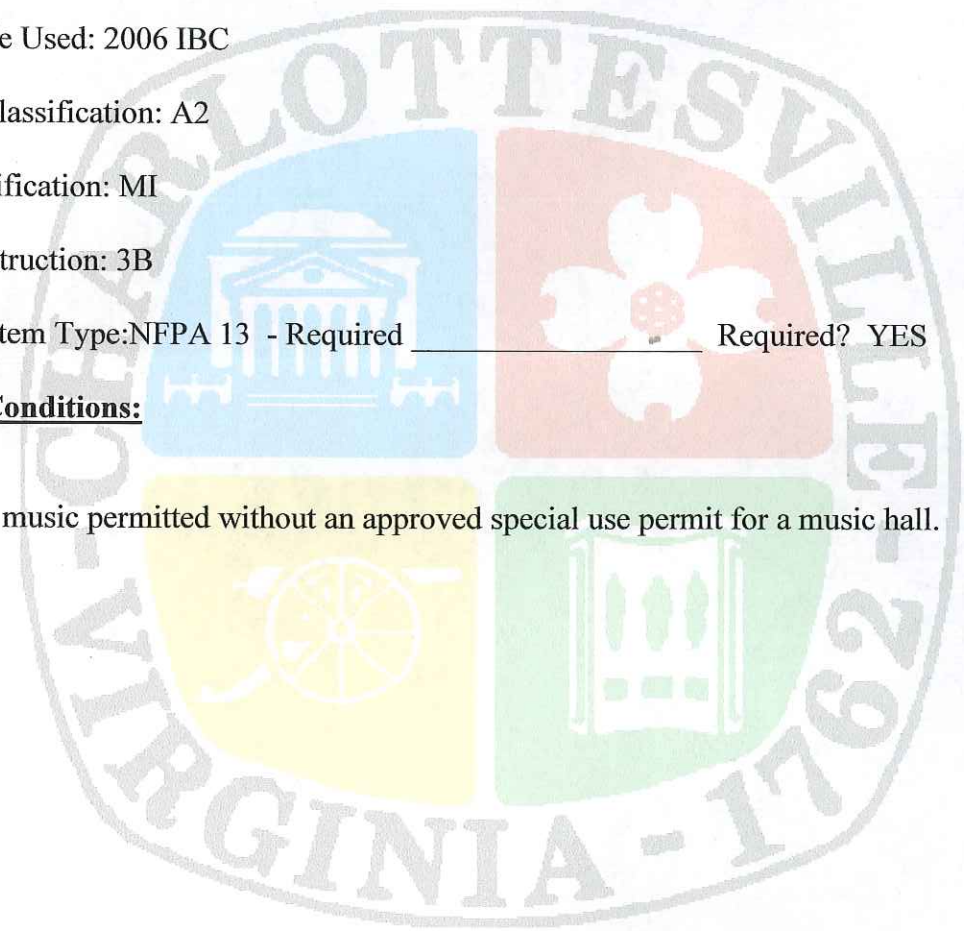 e Used: 2006 IBC
lassification: A2
ification: MI
truction: 3B
tem Type:NFPA 13 - Required ______________________ Required? YES
Conditions:
music permitted without an approved special use permit for a music hall.
CHARLOTTESVILLE - VIRGINIA - 1762 -